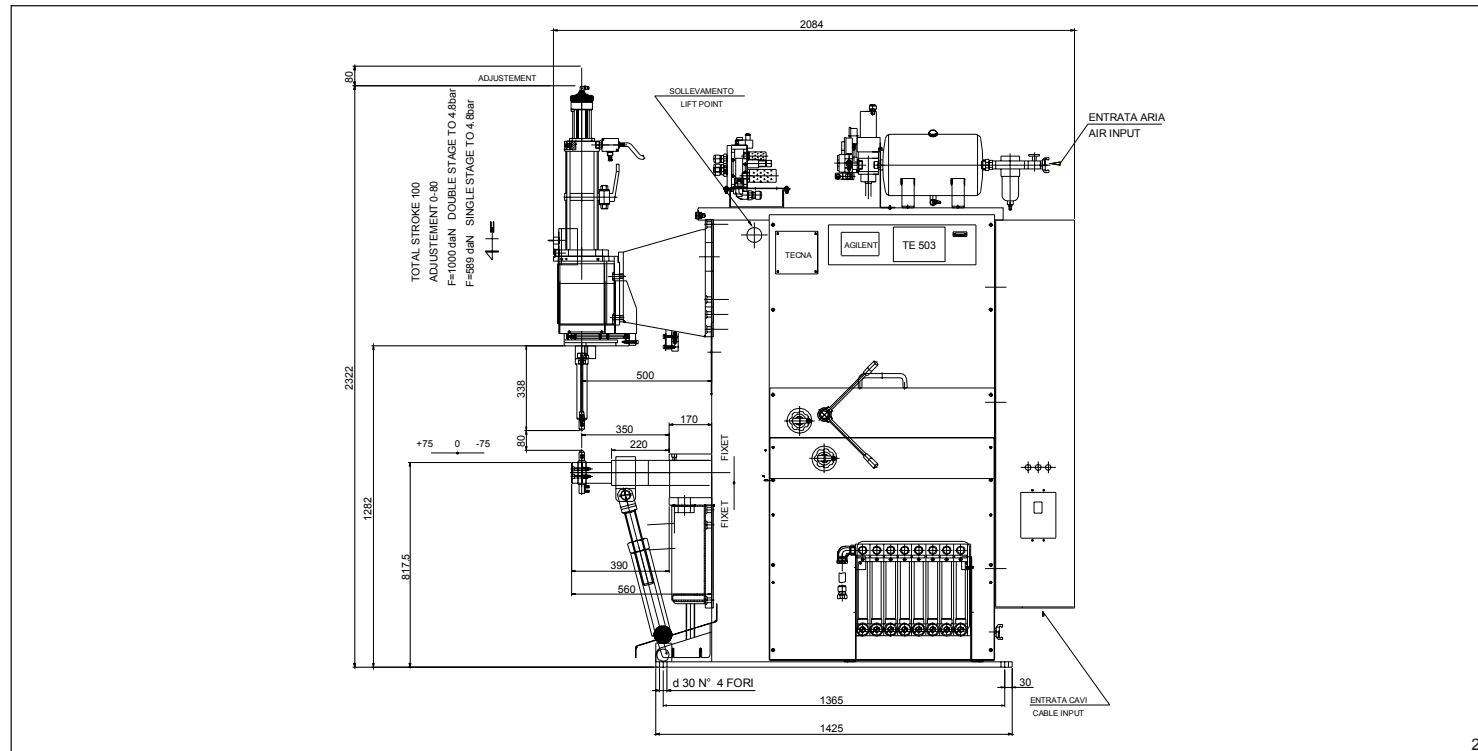 2084
80
ADJUSTEMENT
SOLLEVAMENTO
LIFT POINT
ENTRATA ARIA
AIR INPUT
TOTAL STROKE 100
ADJUSTEMENT 0-80
F=1000 daN DOUBLE STAGE TO 4.8bar
F=589 daN SINGLE STAGE TO 4.8bar
TECNA
AGILENT
TE 503
2322
338
500
170
350
80
220
+75 0 -75
FIXET
FIXET
1282
817.5
390
560
d 30 N° 4 FORI
30
1365
ENTRATA CAVI
CABLE INPUT
1425
2